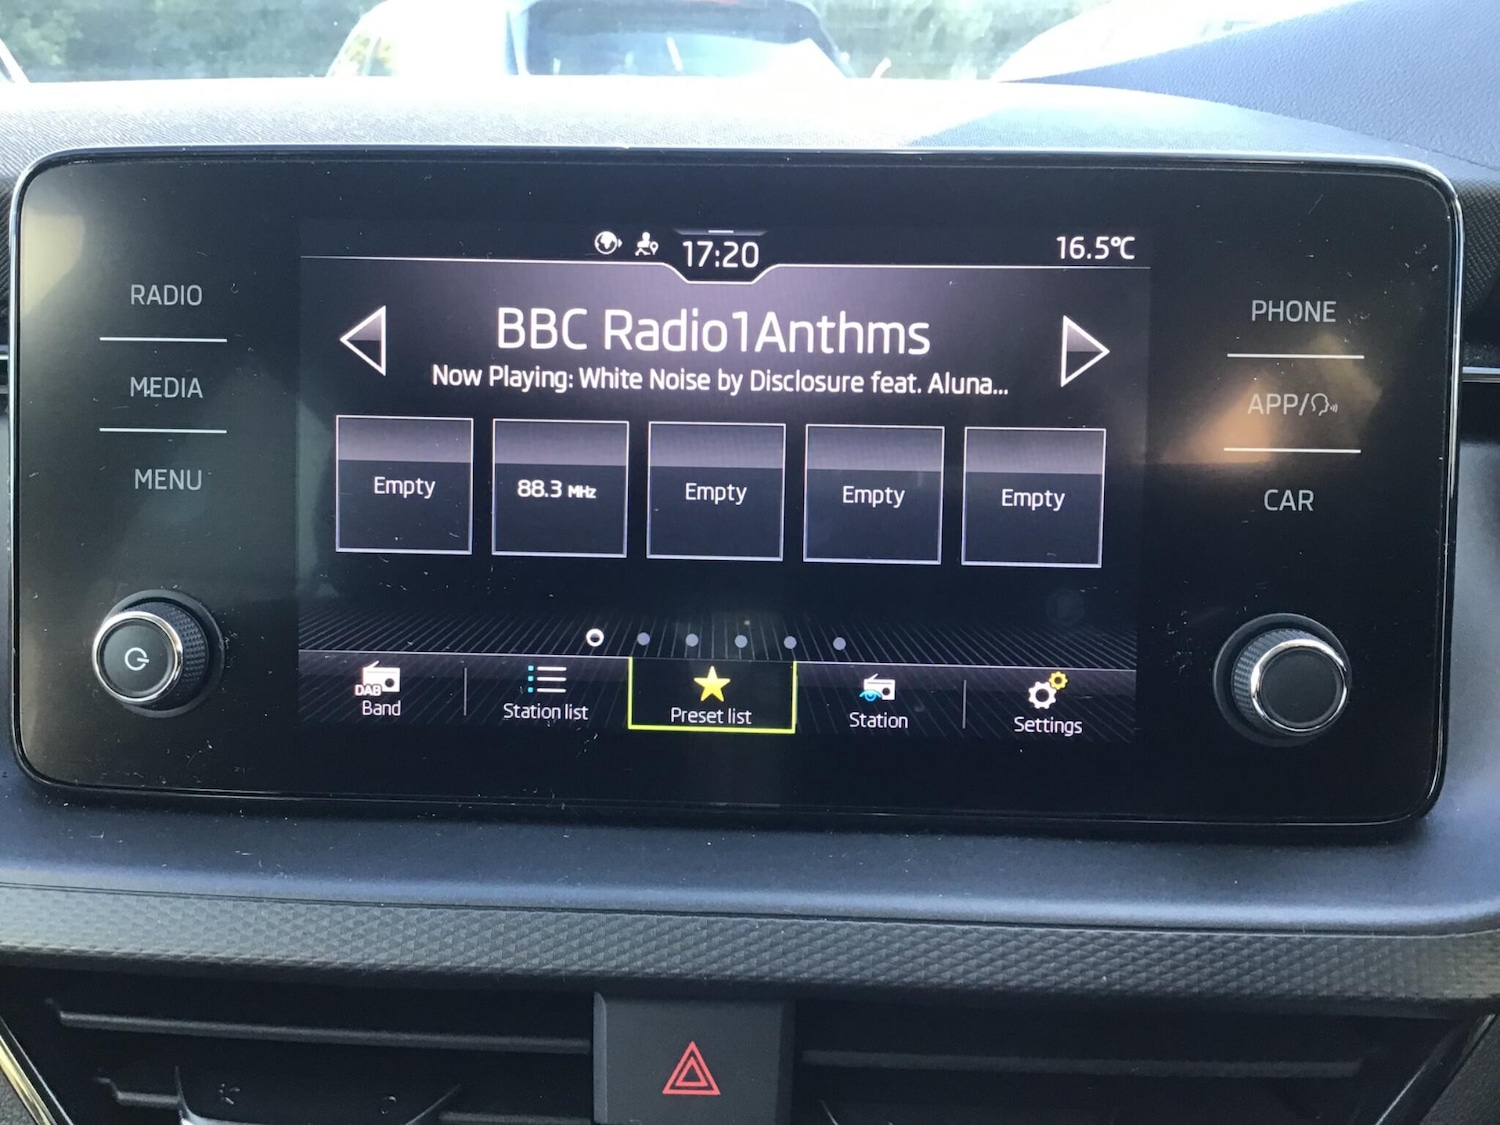 17:20
16.5°C
RADIO
MEDIA
MENU
BBC Radio1Anthms
Now Playing: White Noise by Disclosure feat. Aluna...
Empty
88.3 MHz
Empty
Empty
Empty
DAB
Band
Station list
Preset list
Station
Settings
PHONE
APP/
CAR